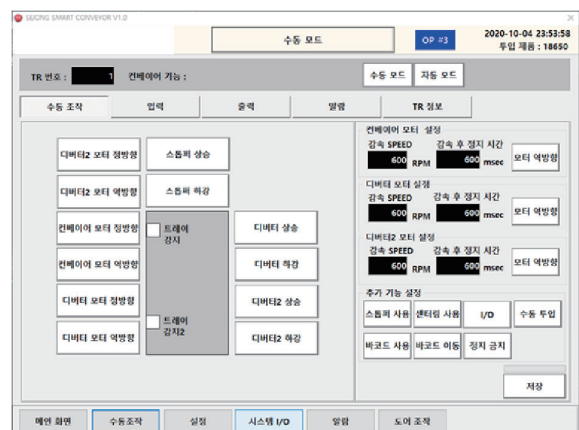 SEJONG SMART CONVEYOR V1.0
수동 모드
OP #3
2020-10-04 23:53:58
투입 제품 : 18650
TR 번호 : 1 컨베이어 기능 :
수동 모드 자동 모드
수동 조작 입력 출력 알람 TR 정보
디버터2 모터 정방향 스톱퍼 상승
디버터2 모터 역방향 스톱퍼 하강
컨베이어 모터 정방향 트레이 감지 디버터 상승
컨베이어 모터 역방향 디버터 하강
디버터 모터 정방향 디버터2 상승
디버터 모터 역방향 트레이 감지2 디버터2 하강
컨베이어 모터 설정
감속 SPEED 감속 후 정지 시간
600 RPM 600 msec 모터 역방향
디버터 모터 설정
감속 SPEED 감속 후 정지 시간
600 RPM 600 msec 모터 역방향
디버터2 모터 설정
감속 SPEED 감속 후 정지 시간
600 RPM 600 msec 모터 역방향
추가 기능 설정
스톱퍼 사용 센터링 사용 I/O 수동 투입
바코드 사용 바코드 이동 정지 금지
저장
메인 화면 수동조작 설정 시스템 I/O 알람 도어 조작